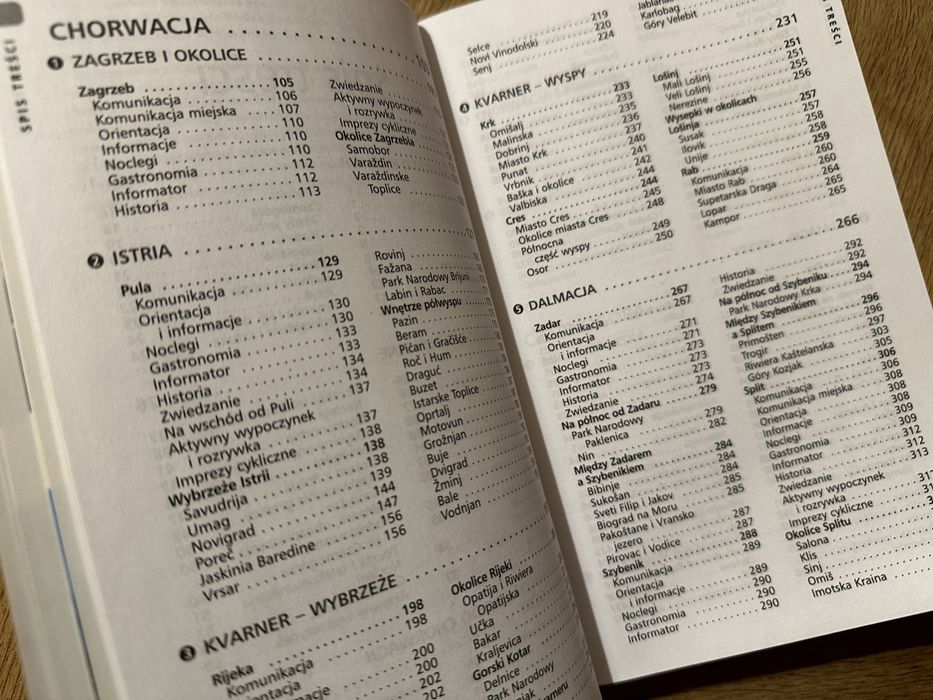 SPIS TREŚCI
CHORWACJA
1 ZAGRZEB I OKOLICE . . . 103
Zagrzeb . . . 105
Komunikacja . . . 106
Komunikacja miejska . . . 107
Orientacja . . . 110
Informacje . . . 110
Noclegi . . . 110
Gastronomia . . . 112
Informator . . . 112
Historia . . . 113
Zwiedzanie
Aktywny wypoczynek
i rozrywka
Imprezy cykliczne
Okolice Zagrzebia
Samobor
Varaždin
Varaždinske
Toplice
2 ISTRIA
Pula . . . 129
Komunikacja . . . 129
Orientacja
i informacje . . . 130
Noclegi . . . 130
Gastronomia . . . 133
Informator . . . 133
Historia . . . 134
Zwiedzanie . . . 134
Na wschód od Puli . . . 137
Aktywny wypoczynek
i rozrywka . . . 137
Imprezy cykliczne . . . 138
Wybrzeże Istrii . . . 138
Savudrija . . . 138
Umag . . . 139
Novigrad . . . 144
Poreč . . . 147
Jaskinia Baredine . . . 156
Vrsar . . . 156
Rovinj
Fažana
Park Narodowy Brijuni
Labin i Rabac
Wnętrze półwyspu
Pazin
Beram
Pićan i Gračišće
Roč i Hum
Draguć
Buzet
Istarske Toplice
Oprtalj
Motovun
Grožnjan
Buje
Dvigrad
Žminj
Bale
Vodnjan
3 KVARNER – WYBRZEŻE
Rijeka . . . 198
Komunikacja . . . 198
entacja
macje . . . 200
200
202
Okolice Rijeki
Opatija i Riwiera
Opatijska
Učka
Bakar
Kraljevica
Gorski Kotar
Delnice
Park Narodowy
Selce . . . 219
Novi Vinodolski . . . 220
Senj . . . 224
Jablanac
Karlobag
Góry Velebit
4 KVARNER – WYSPY . . . 231
Krk . . . 233
Omišalj . . . 233
Malinska . . . 235
Dobrinj . . . 236
Miasto Krk . . . 237
Punat . . . 240
Vrbnik . . . 241
Baška i okolice . . . 242
Valbiska . . . 244
Cres . . . 244
Miasto Cres . . . 245
Okolice miasta Cres . . . 248
Północna
część wyspy . . . 249
Osor . . . 250
Lošinj . . . 251
Mali Lošinj . . . 251
Veli Lošinj . . . 255
Nerezine . . . 256
Wysepki w okolicach
Lošinja . . . 257
Susak . . . 257
Ilovik . . . 258
Unije . . . 258
Rab . . . 259
Komunikacja . . . 260
Miasto Rab . . . 260
Supetarska Draga . . . 264
Lopar . . . 265
Kampor . . . 265
5 DALMACJA . . . 266
Zadar . . . 267
Komunikacja . . . 267
Orientacja
i informacje . . . 271
Noclegi . . . 271
Gastronomia . . . 273
Informator . . . 273
Historia . . . 273
Zwiedzanie . . . 274
Na północ od Zadaru . . . 279
Park Narodowy
Paklenica . . . 279
Nin . . . 282
Między Zadarem
a Szybenikiem . . . 284
Bibinje . . . 284
Sukošan . . . 284
Sveti Filip i Jakov . . . 285
Biograd na Moru . . . 285
Pakoštane i Vransko
jezero . . . 287
Pirovac i Vodice . . . 287
Szybenik . . . 288
Komunikacja . . . 289
Orientacja
i informacje . . . 289
Noclegi . . . 290
Gastronomia . . . 290
Informator . . . 290
Historia . . . 292
Zwiedzanie . . . 292
Na północ od Szybeniku . . . 294
Park Narodowy Krka . . . 294
Między Szybenikiem
a Splitem . . . 296
Primošten . . . 296
Trogir . . . 297
Riwiera Kaštelanska . . . 303
Góry Kozjak . . . 305
Split . . . 306
Komunikacja . . . 306
Komunikacja miejska . . . 308
Orientacja . . . 308
Informacje . . . 308
Noclegi . . . 309
Gastronomia . . . 309
Informator . . . 312
Historia . . . 313
Zwiedzanie
Aktywny wypoczynek
i rozrywka
Imprezy cykliczne
Okolice Splitu
Salona
Klis
Sinj
Omiš
Imotska Kraina
TREŚCI